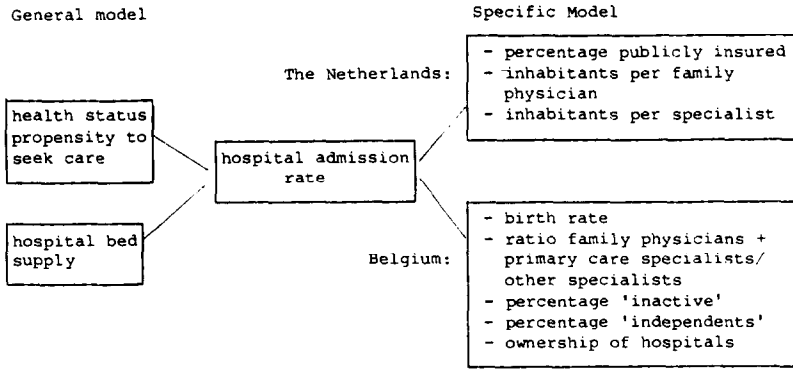 General model
Specific Model
The Netherlands:
- percentage publicly insured
- inhabitants per family
physician
- inhabitants per specialist
health status
propensity to
seek care
hospital admission
rate
hospital bed
supply
Belgium:
- birth rate
- ratio family physicians +
primary care specialists/
other specialists
- percentage 'inactive'
- percentage 'independents'
- ownership of hospitals